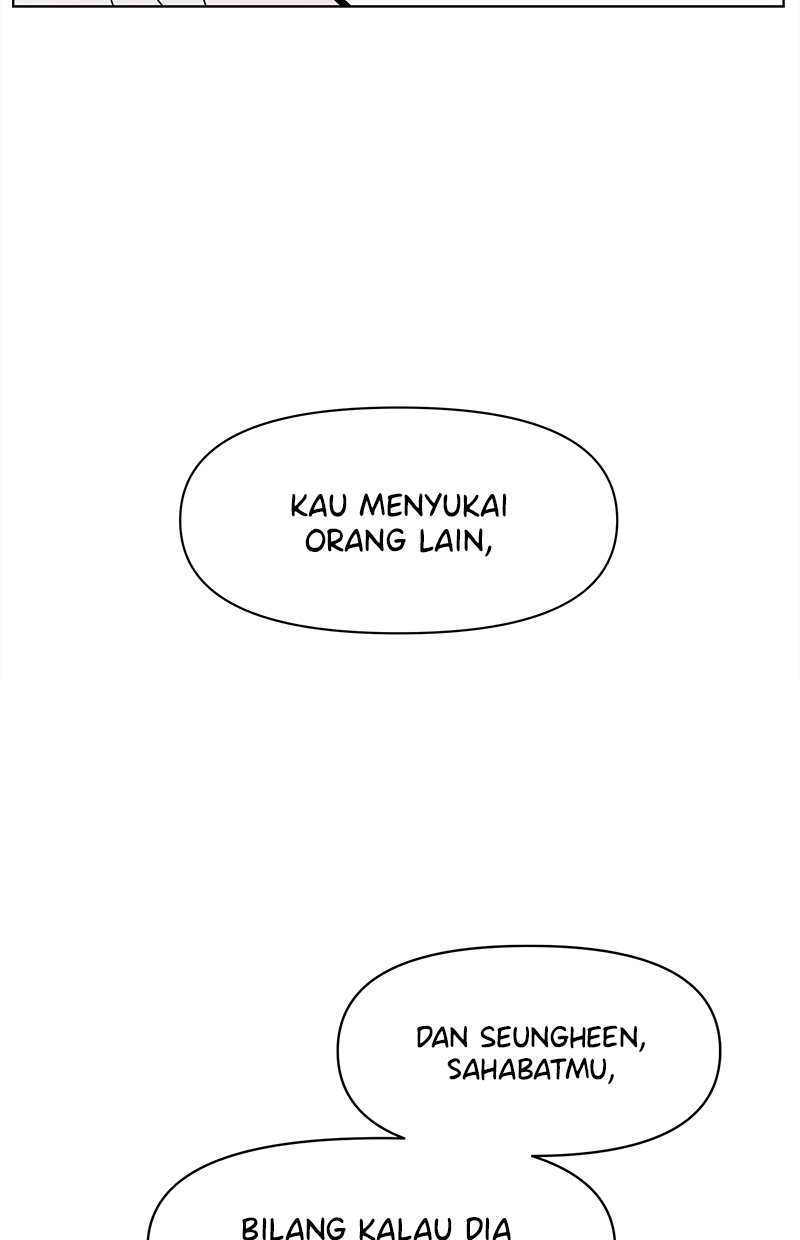 KAU MENYUKAI
ORANG LAIN,
DAN SEUNGHEEN,
SAHABATMU,
BILANG KALAU DIA